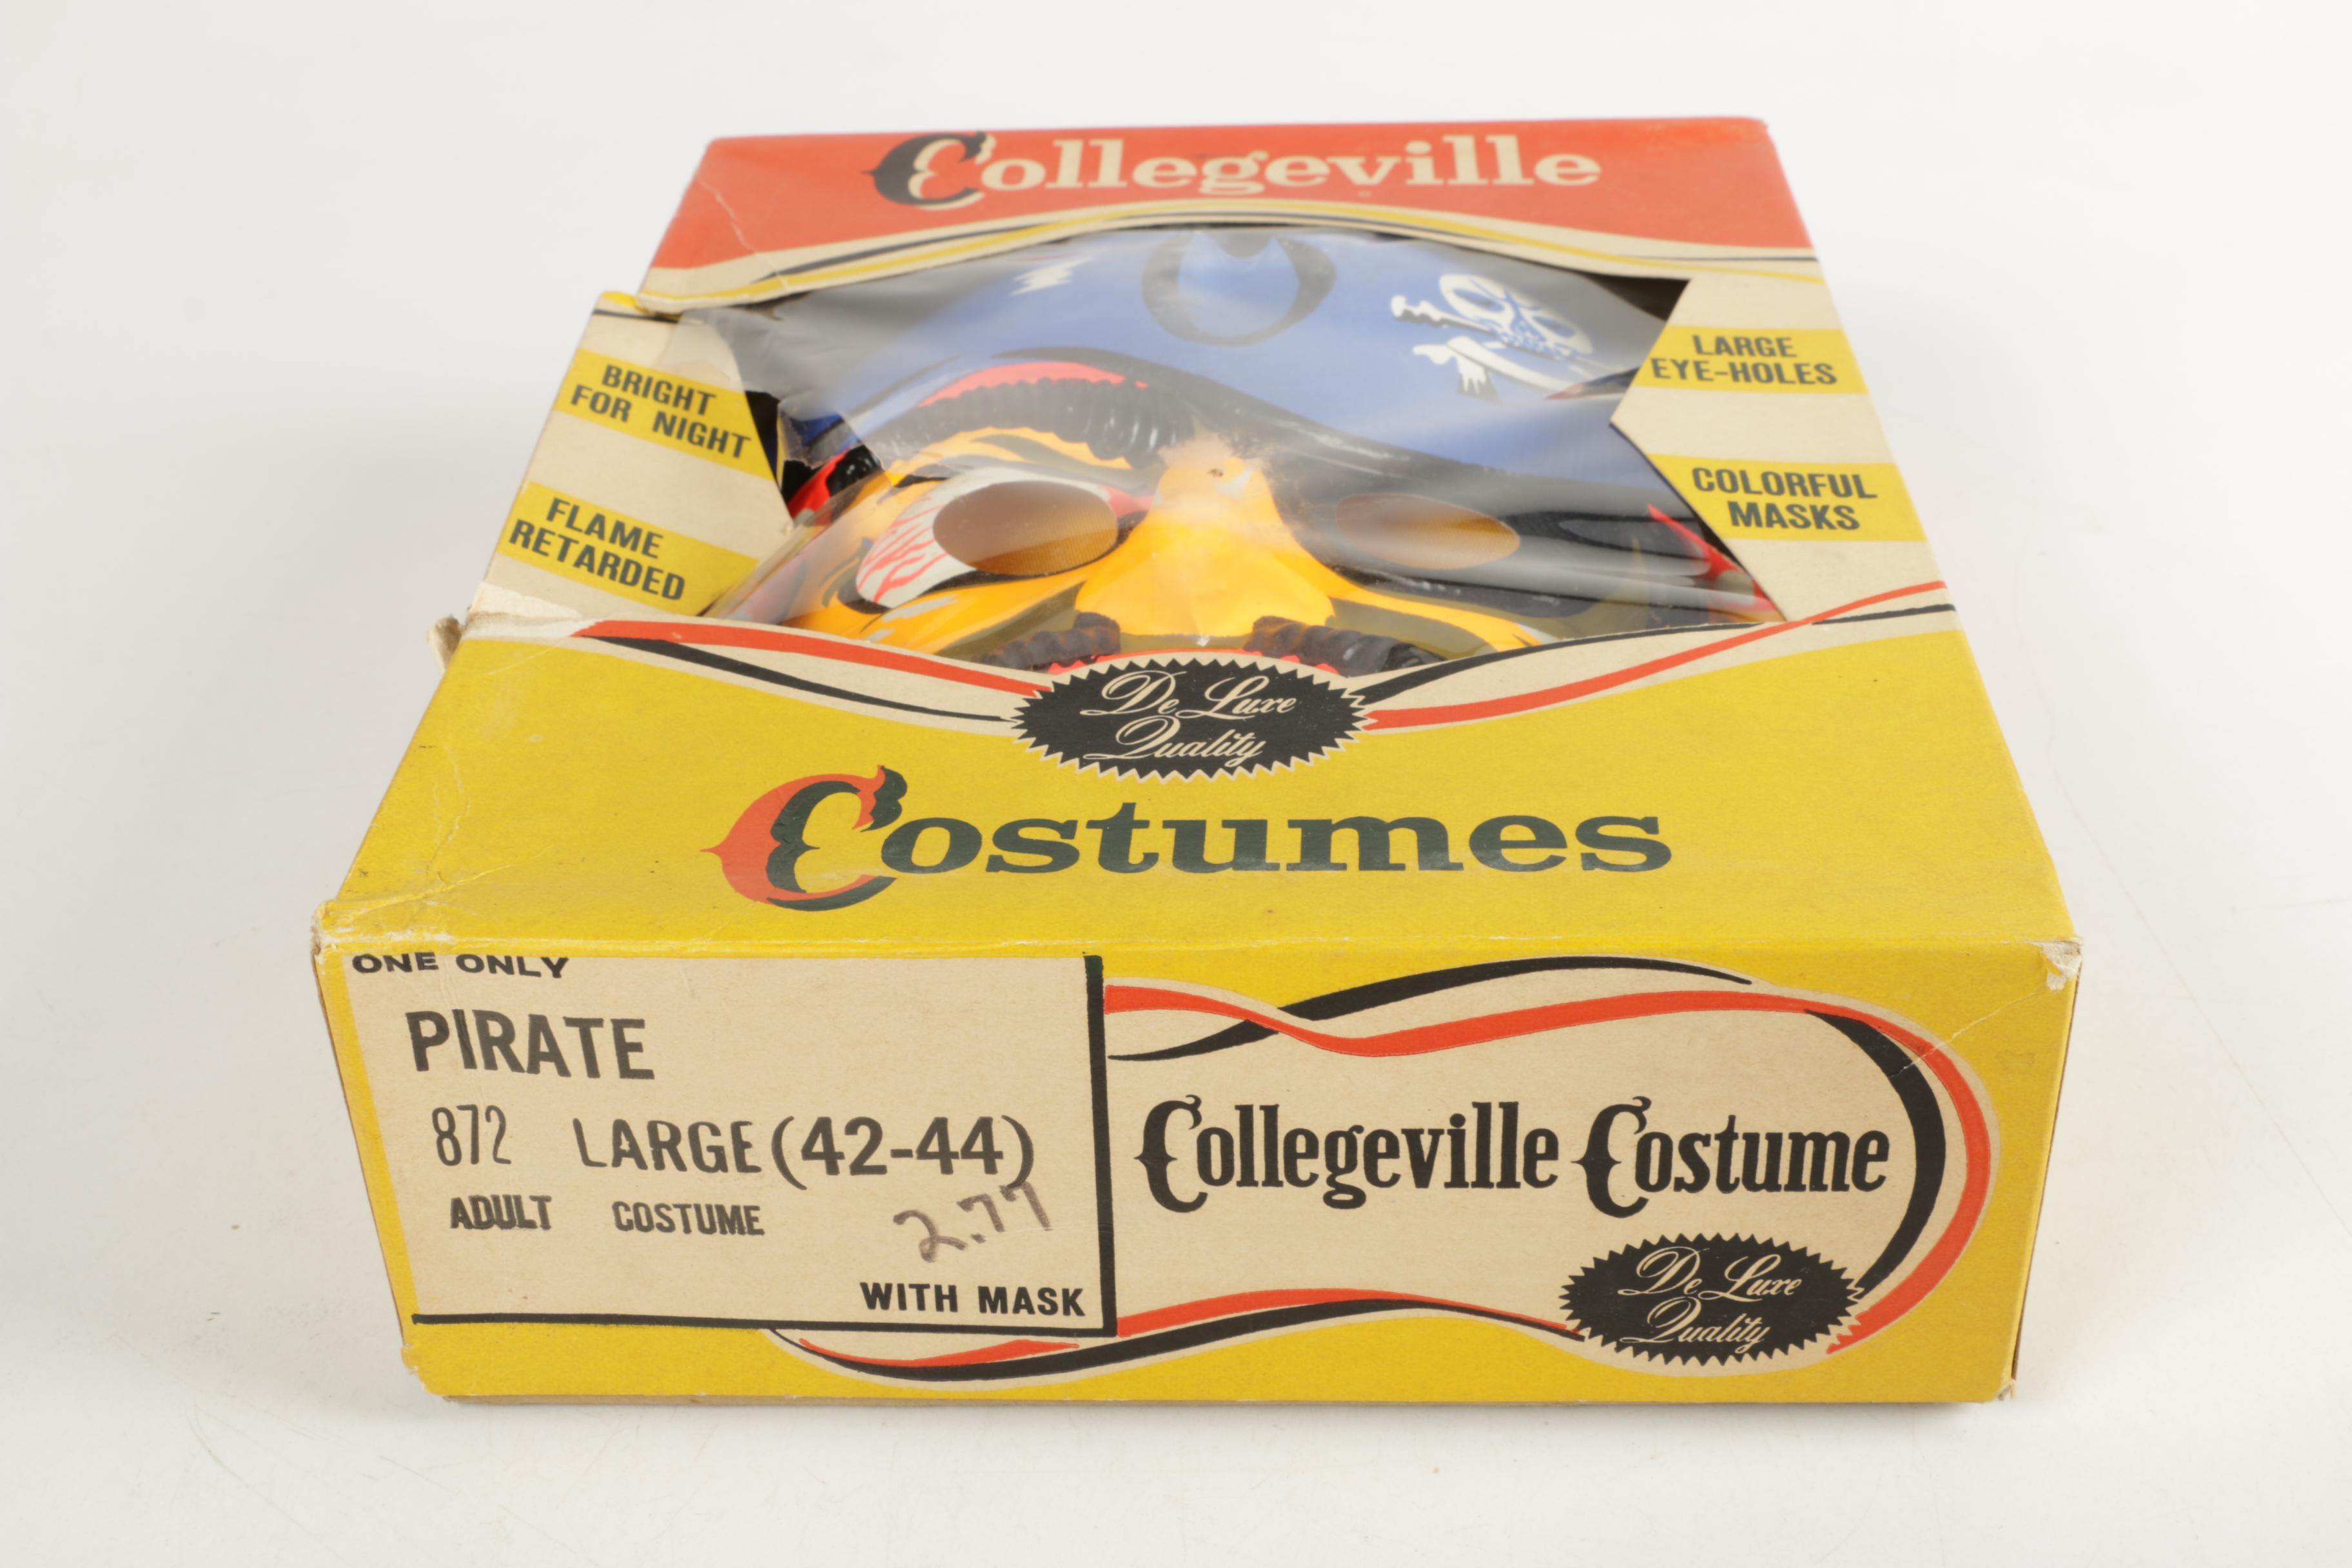 Collegeville
BRIGHT
FOR NIGHT
FLAME
RETARDED
LARGE
EYE-HOLES
COLORFUL
MASKS
De Luxe
Quality
Costumes
ONE ONLY
PIRATE
872 LARGE (42-44)
ADULT COSTUME
2.77
WITH MASK
Collegeville Costume
De Luxe
Quality